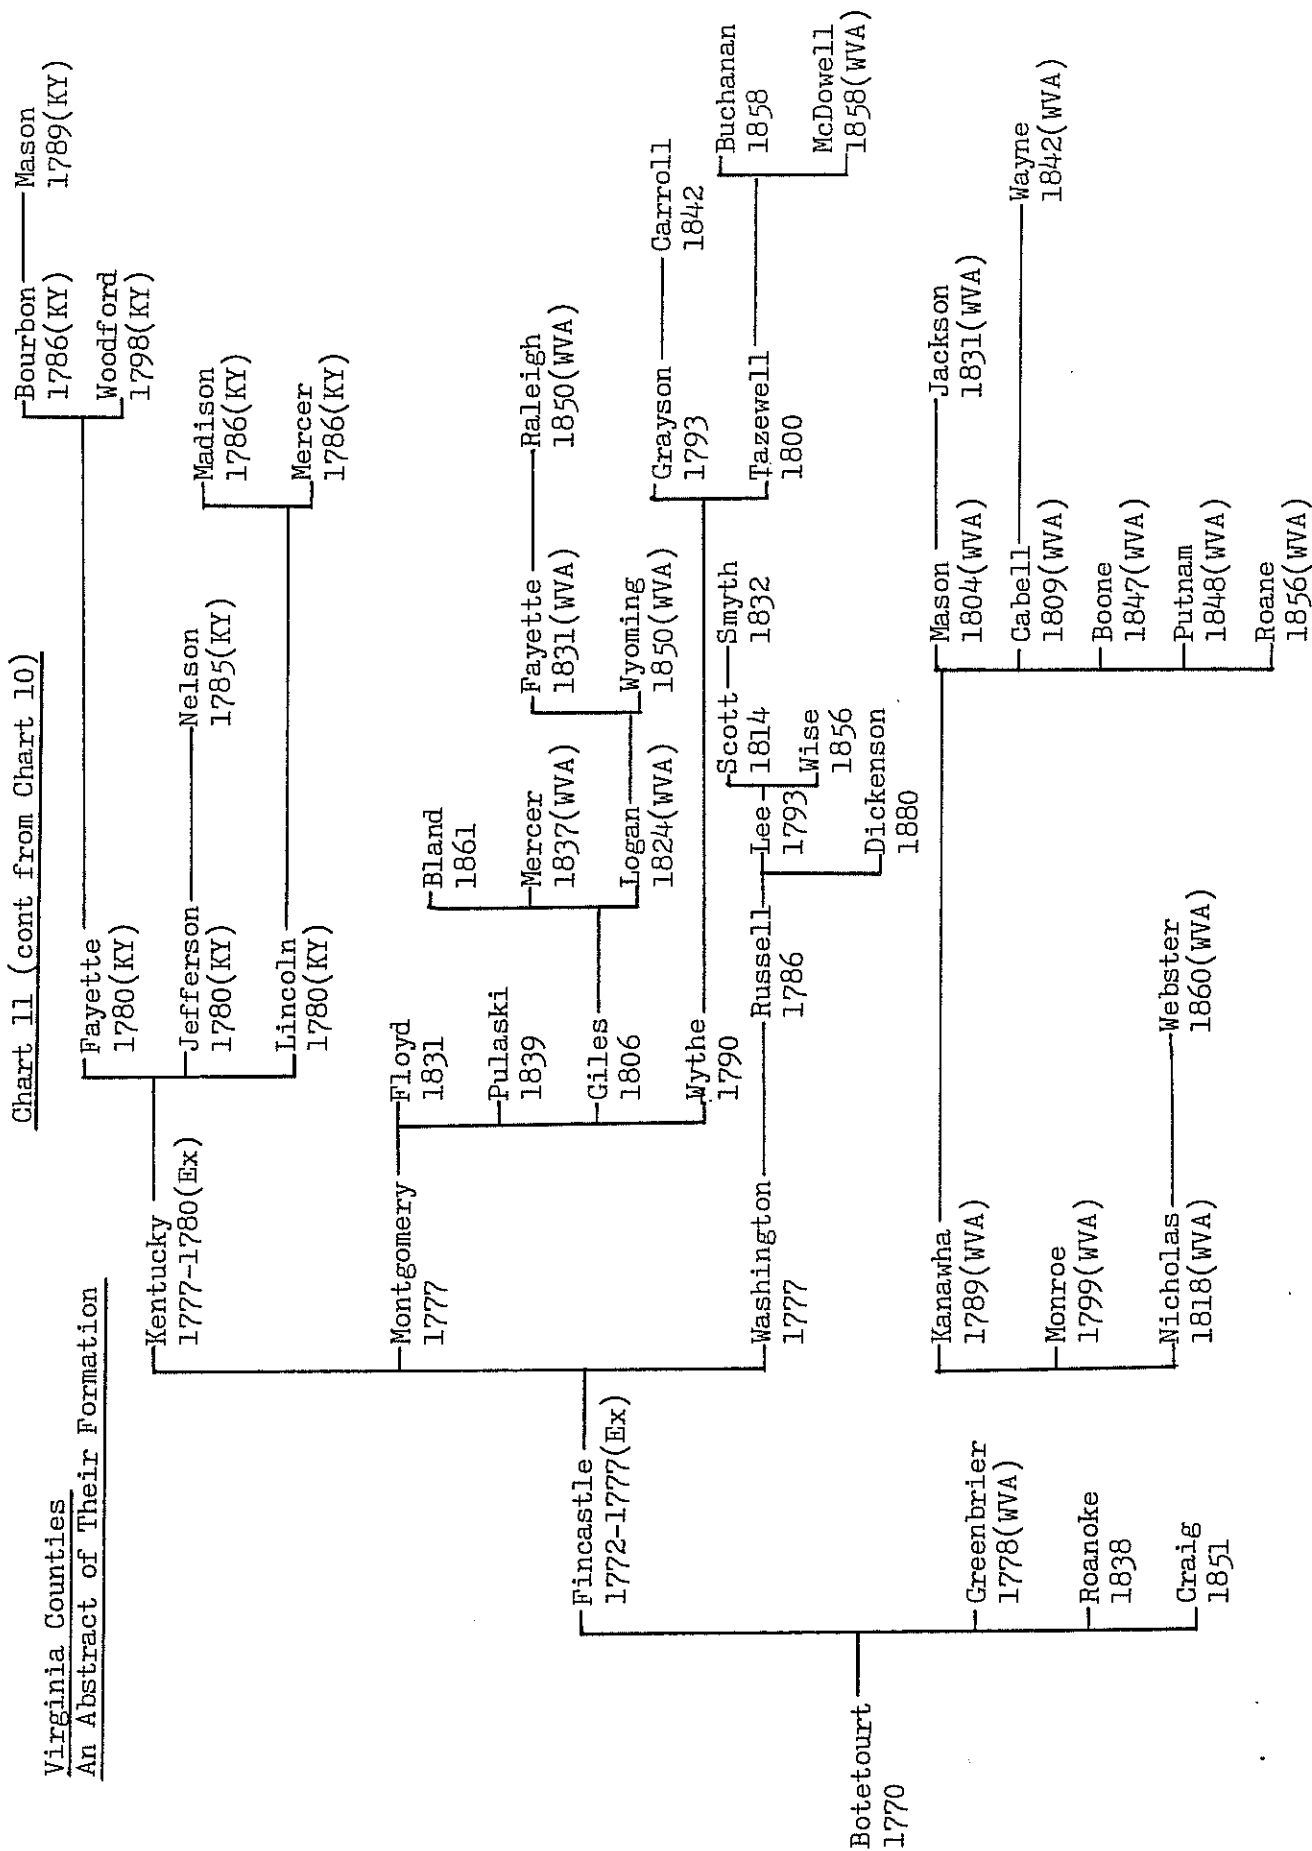 Chart 11 (cont from Chart 10)
Virginia Counties
An Abstract of Their Formation
Botetourt
1770
Fincastle
1772-1777(Ex)
Greenbrier
1778(WVA)
Roanoke
1838
Craig
1851
Kentucky
1777-1780(Ex)
Montgomery
1777
Washington
1777
Kanawha
1789(WVA)
Monroe
1799(WVA)
Nicholas
1818(WVA)
Fayette
1780(KY)
Jefferson
1780(KY)
Lincoln
1780(KY)
Floyd
1831
Pulaski
1839
Giles
1806
Wythe
1790
Russell
1786
Webster
1860(WVA)
Bland
1861
Mercer
1837(WVA)
Logan
1824(WVA)
Lee
1793
Dickenson
1880
Nelson
1785(KY)
Fayette
1831(WVA)
Wyoming
1850(WVA)
Scott
1814
Wise
1856
Smyth
1832
Mason
1804(WVA)
Cabell
1809(WVA)
Boone
1847(WVA)
Putnam
1848(WVA)
Roane
1856(WVA)
Bourbon
1786(KY)
Woodford
1798(KY)
Madison
1786(KY)
Mercer
1786(KY)
Raleigh
1850(WVA)
Grayson
1793
Tazewell
1800
Jackson
1831(WVA)
Mason
1789(KY)
Carroll
1842
Buchanan
1858
McDowell
1858(WVA)
Wayne
1842(WVA)